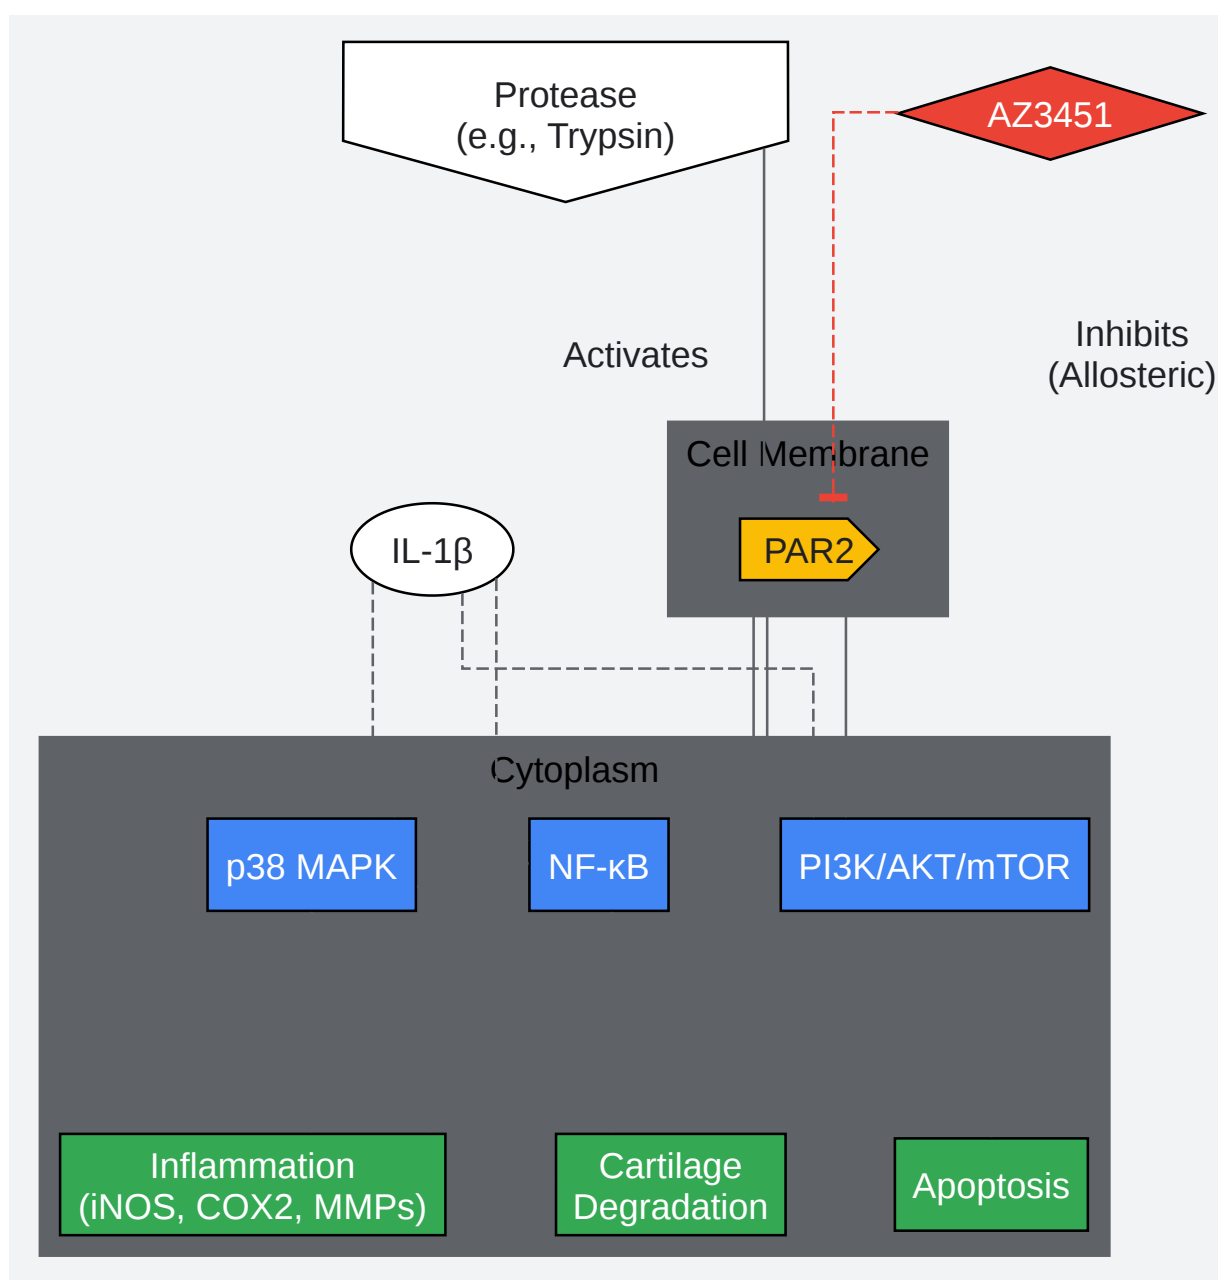 Protease
(e.g., Trypsin)
AZ3451
Activates
Inhibits
(Allosteric)
Cell Membrane
IL-1β
PAR2
Cytoplasm
p38 MAPK
NF-κB
PI3K/AKT/mTOR
Inflammation
(iNOS, COX2, MMPs)
Cartilage
Degradation
Apoptosis